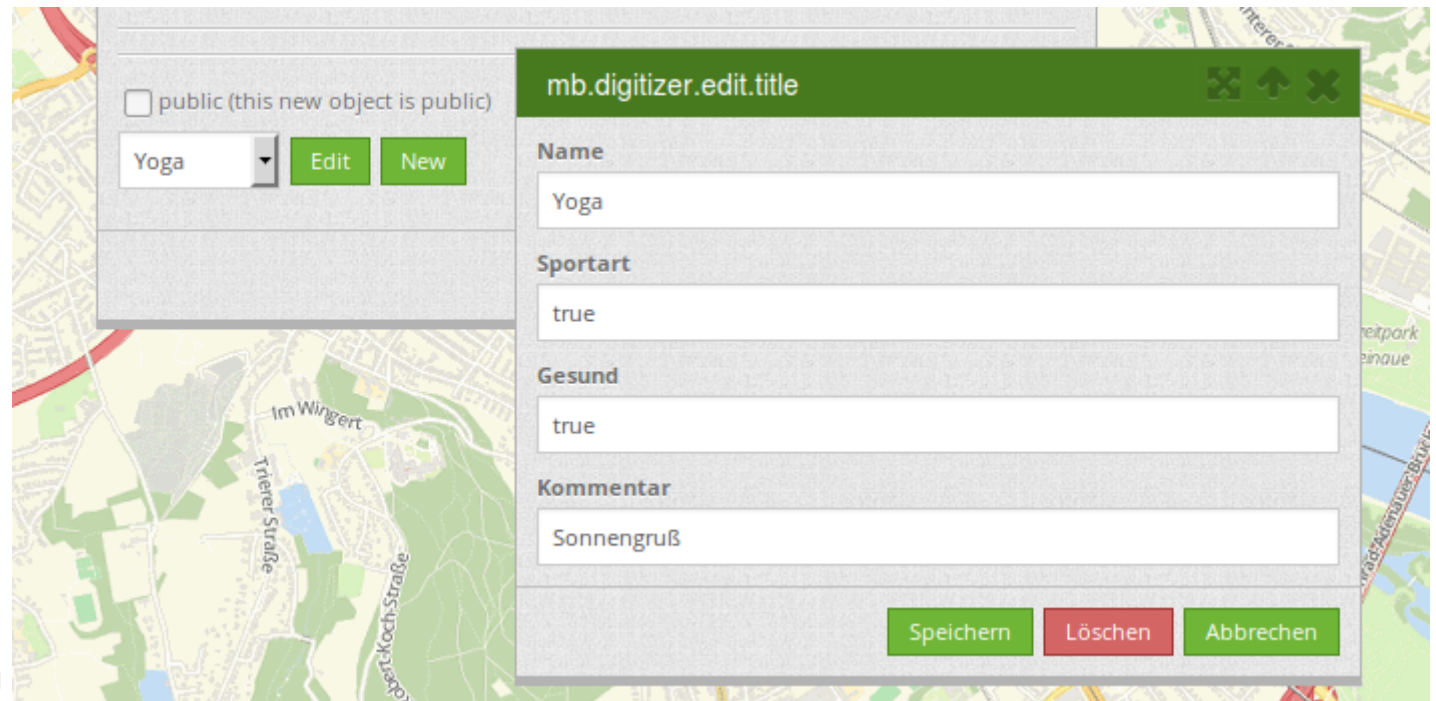 public (this new object is public)
Yoga
Edit
New
mb.digitizer.edit.title
Name
Yoga
Sportart
true
Gesund
true
Kommentar
Sonnengruß
Speichern
Löschen
Abbrechen
Im Wingert
Trierer Straße
Robert-Koch-Straße